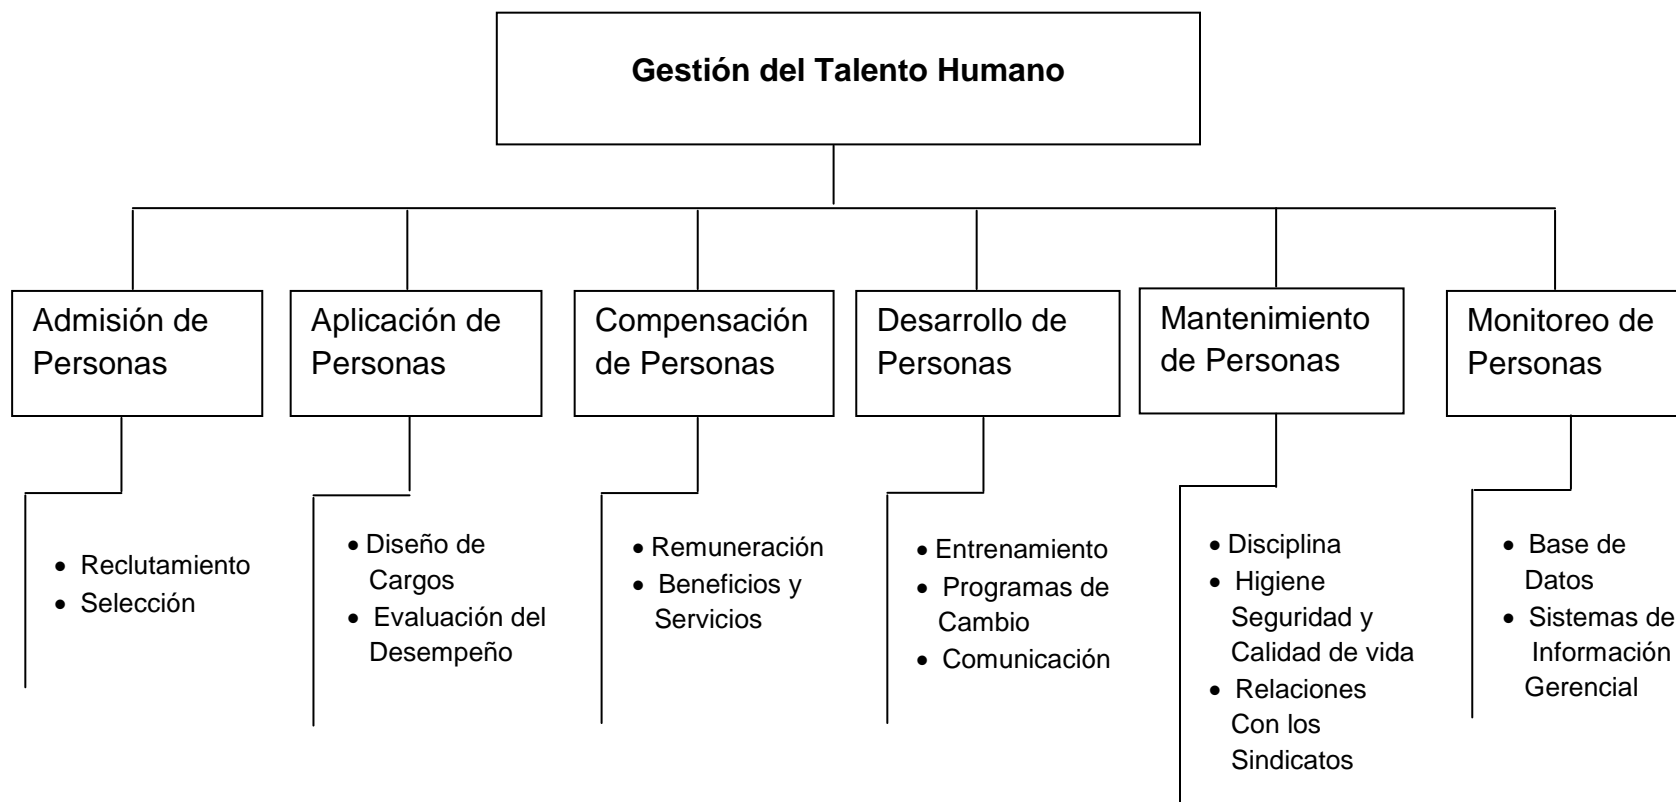 Gestión del Talento Humano
Admisión de
Personas
Aplicación de
Personas
Compensación
de Personas
Desarrollo de
Personas
Mantenimiento
de Personas
Monitoreo de
Personas
• Reclutamiento
• Selección
• Diseño de
Cargos
• Evaluación del
Desempeño
• Remuneración
• Beneficios y
Servicios
• Entrenamiento
• Programas de
Cambio
• Comunicación
• Disciplina
• Higiene
Seguridad y
Calidad de vida
• Relaciones
Con los
Sindicatos
• Base de
Datos
• Sistemas de
Información
Gerencial